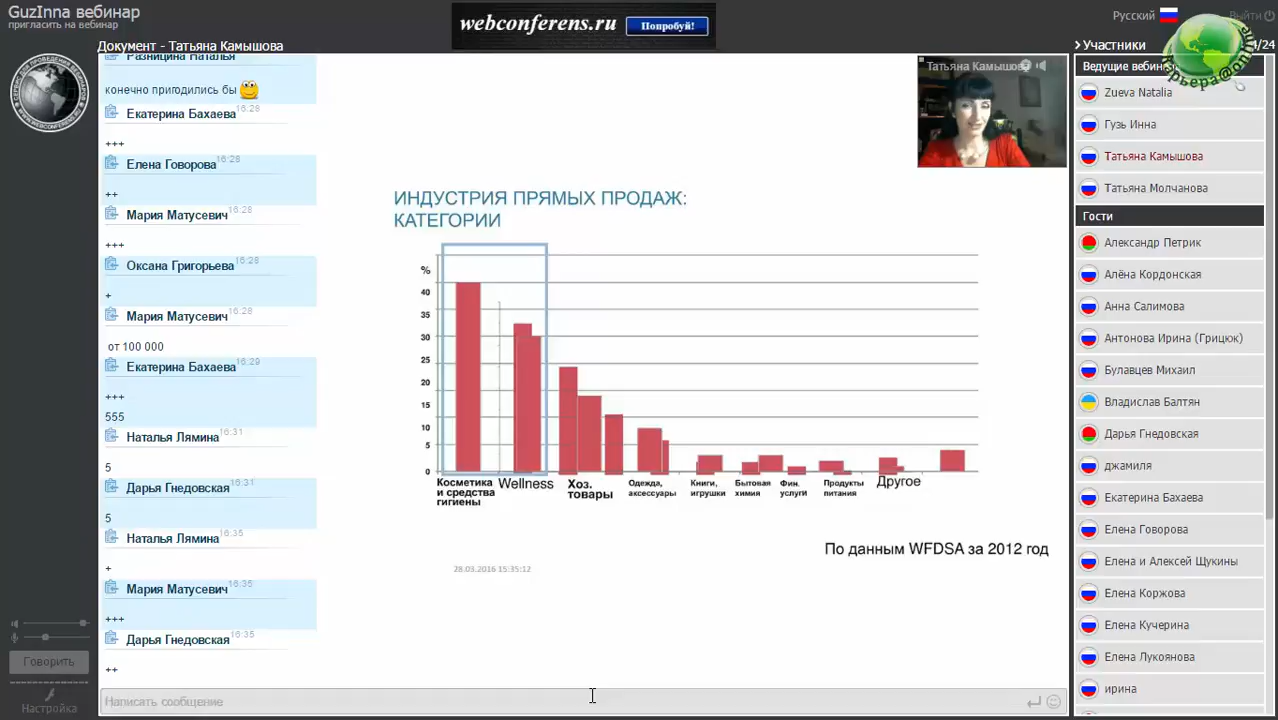 GuzInna вебинар
пригласить на вебинар
webconferens.ru
Попробуй!
Русский
Выйти
Документ - Татьяна Камышова
Разницина Наталья
конечно пригодились бы
Екатерина Бахаева 16:28
+++
Елена Говорова 16:28
++
Мария Матусевич 16:28
+++
Оксана Григорьева 16:28
+
Мария Матусевич 16:28
от 100 000
Екатерина Бахаева 16:29
+++
555
Наталья Лямина 16:31
5
Дарья Гнедовская 16:31
5
Наталья Лямина 16:35
+
Мария Матусевич 16:35
+++
Дарья Гнедовская 16:35
++
Написать сообщение
Говорить
Настройка
Татьяна Камышова
ИНДУСТРИЯ ПРЯМЫХ ПРОДАЖ:
КАТЕГОРИИ
%
40
35
30
25
20
15
10
5
0
Косметика
и средства
гигиены
Wellness
Хоз.
товары
Одежда,
аксессуары
Книги,
игрушки
Бытовая
химия
Фин.
услуги
Продукты
питания
Другое
По данным WFDSA за 2012 год
28.03.2016 15:35:12
Участники
/24
Ведущие вебин
Zueva Natalia
Гузь Инна
Татьяна Камышова
Татьяна Молчанова
Гости
Александр Петрик
Алёна Кордонская
Анна Салимова
Антонова Ирина (Грицюк)
Булавцев Михаил
Владислав Балтян
Дарья Гнедовская
джамиля
Екатерина Бахаева
Елена Говорова
Елена и Алексей Щукины
Елена Коржова
Елена Кучерина
Елена Лукоянова
ирина